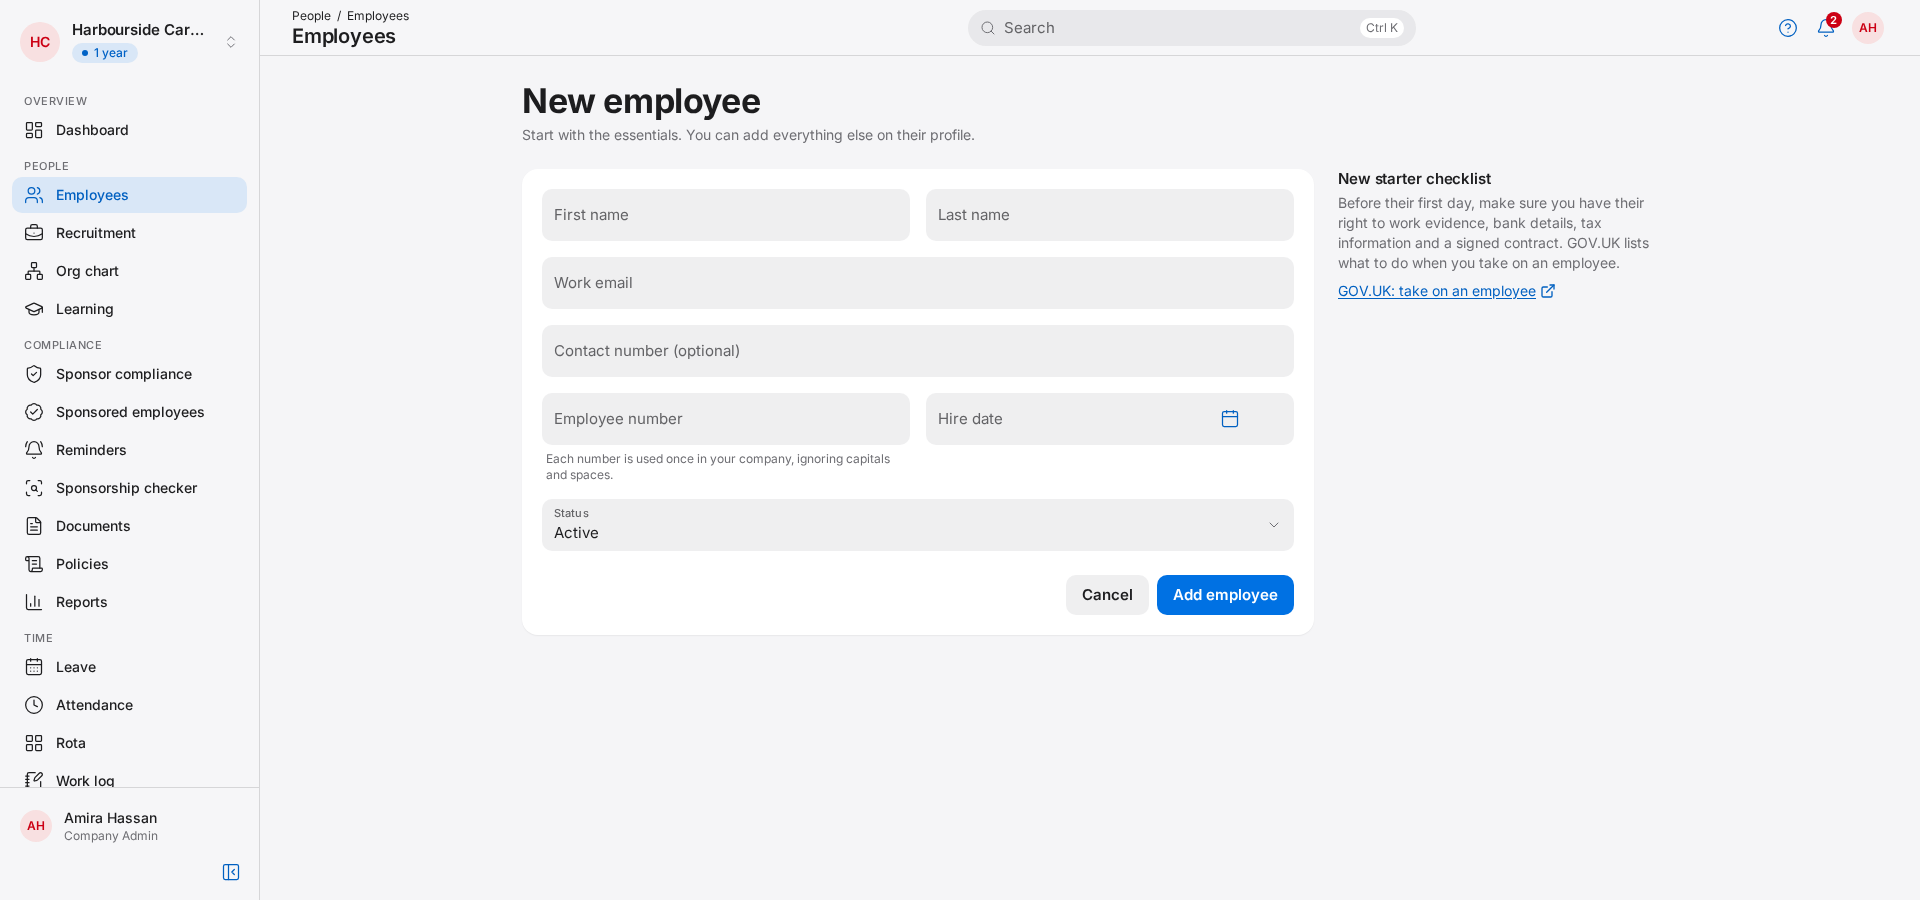 HC
Harbourside Car...
1 year
OVERVIEW
Dashboard
PEOPLE
Employees
Recruitment
Org chart
Learning
COMPLIANCE
Sponsor compliance
Sponsored employees
Reminders
Sponsorship checker
Documents
Policies
Reports
TIME
Leave
Attendance
Rota
Work log
AH
Amira Hassan
Company Admin
People / Employees
Employees
Search
Ctrl K
2
AH
New employee
Start with the essentials. You can add everything else on their profile.
First name
Last name
Work email
Contact number (optional)
Employee number
Hire date
Each number is used once in your company, ignoring capitals
and spaces.
Status
Active
Cancel
Add employee
New starter checklist
Before their first day, make sure you have their
right to work evidence, bank details, tax
information and a signed contract. GOV.UK lists
what to do when you take on an employee.
GOV.UK: take on an employee